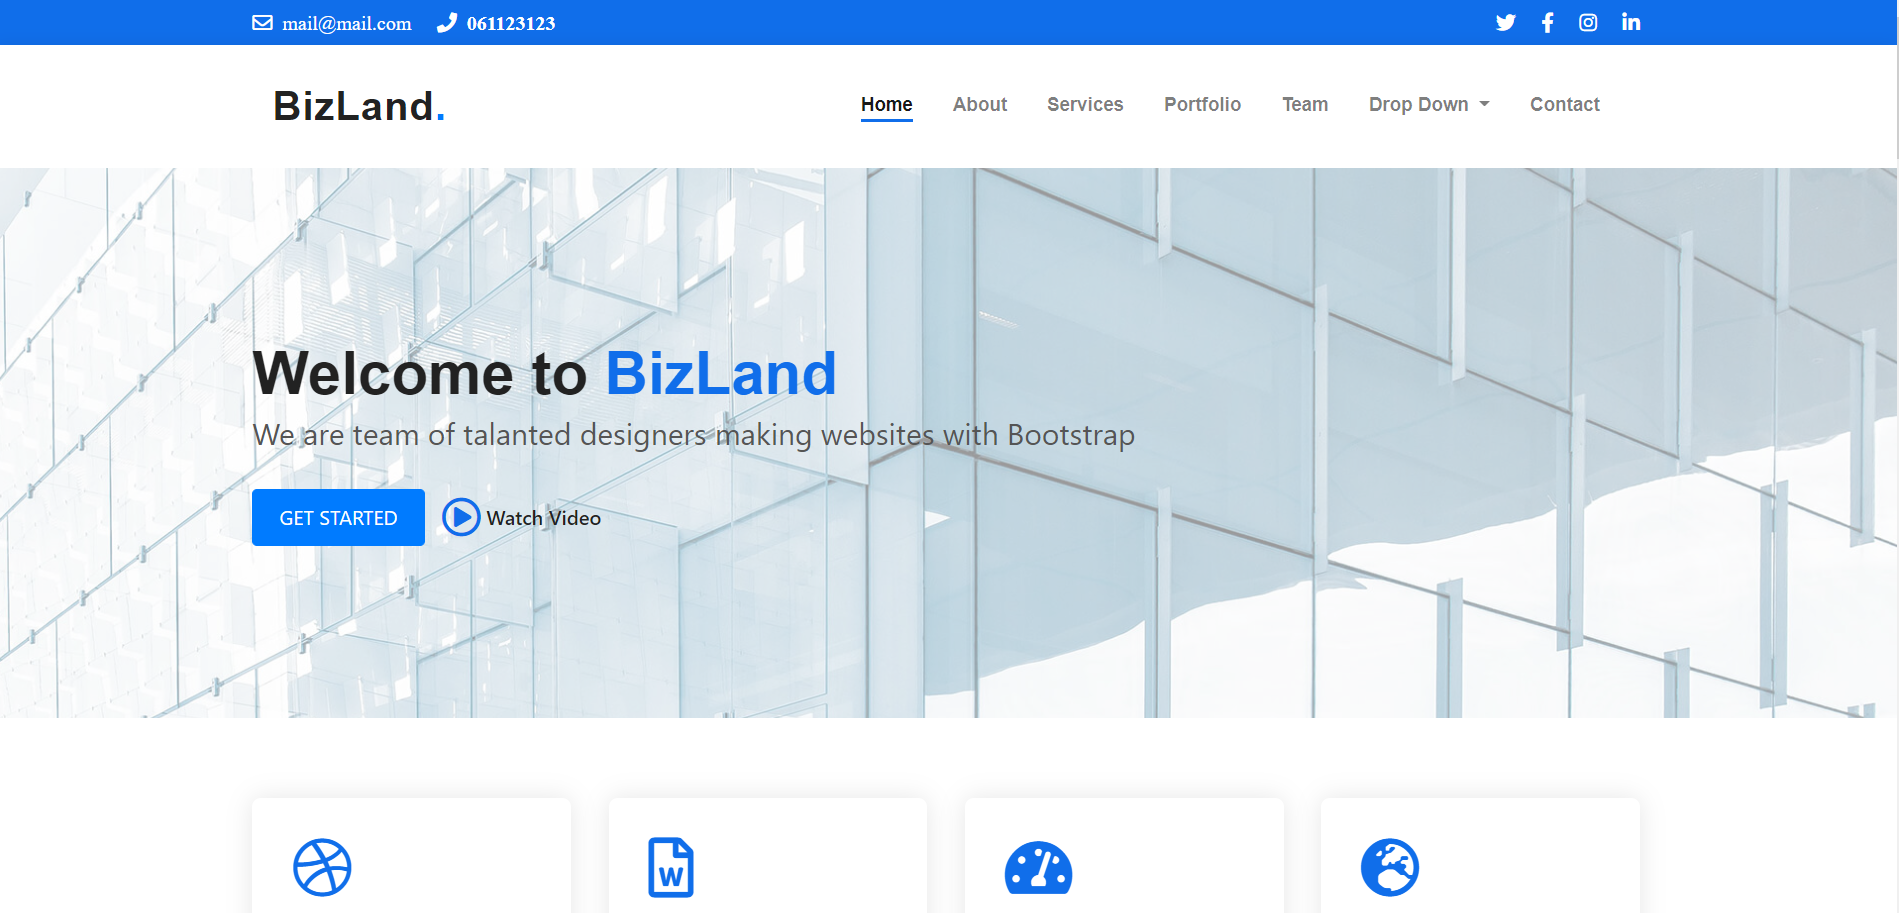 mail@mail.com 061123123
BizLand.
Home About Services Portfolio Team Drop Down Contact
Welcome to BizLand
We are team of talanted designers making websites with Bootstrap
GET STARTED Watch Video
W